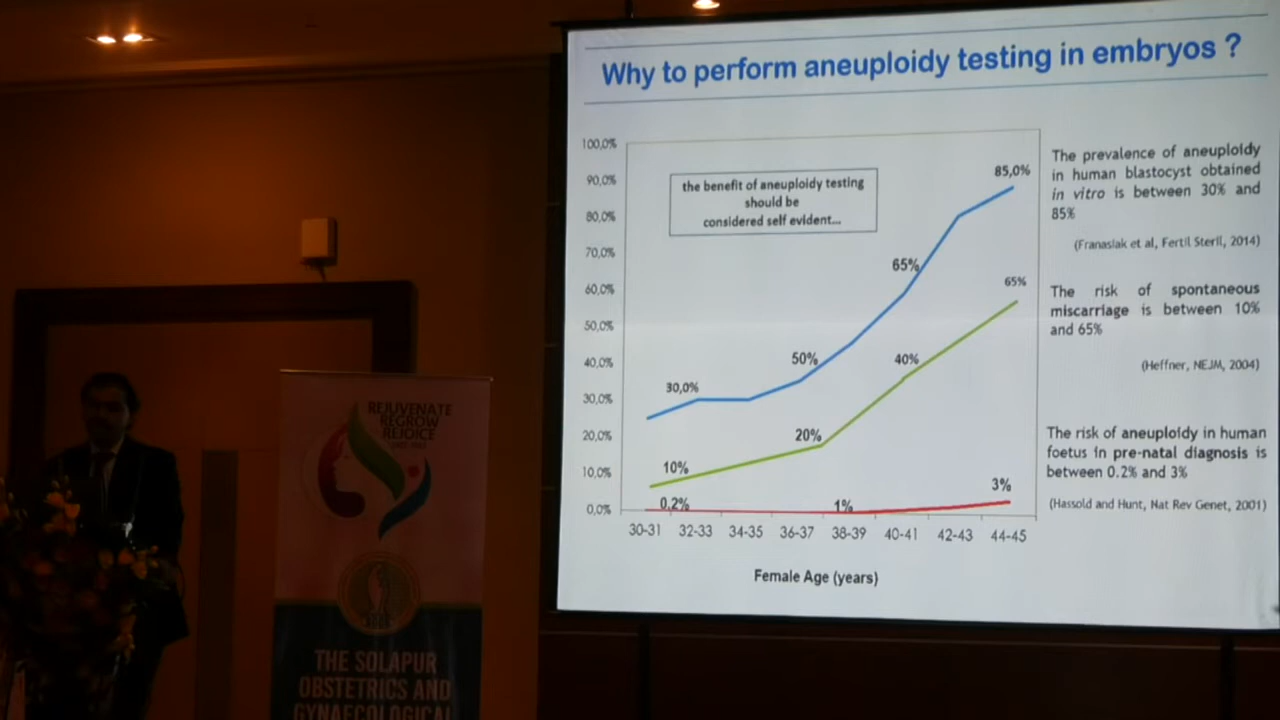 Why to perform aneuploidy testing in embryos ?
100,0%
90,0%
80,0%
70,0%
60,0%
50,0%
40,0%
30,0%
20,0%
10,0%
0,0%
the benefit of aneuploidy testing
should be
considered self evident...
30,0%
50%
65%
85,0%
10%
20%
40%
65%
0,2%
1%
3%
30-31 32-33 34-35 36-37 38-39 40-41 42-43 44-45
Female Age (years)
The prevalence of aneuploidy
in human blastocyst obtained
in vitro is between 30% and
85%
(Franasiak et al, Fertil Steril, 2014)
The risk of spontaneous
miscarriage is between 10%
and 65%
(Heffner, NEJM, 2004)
The risk of aneuploidy in human
foetus in pre-natal diagnosis is
between 0.2% and 3%
(Hassold and Hunt, Nat Rev Genet, 2001)
REJUVENATE
REGROW
REJOICE
THE SOLAPUR
OBSTETRICS AND
GYNAECOLOGICAL